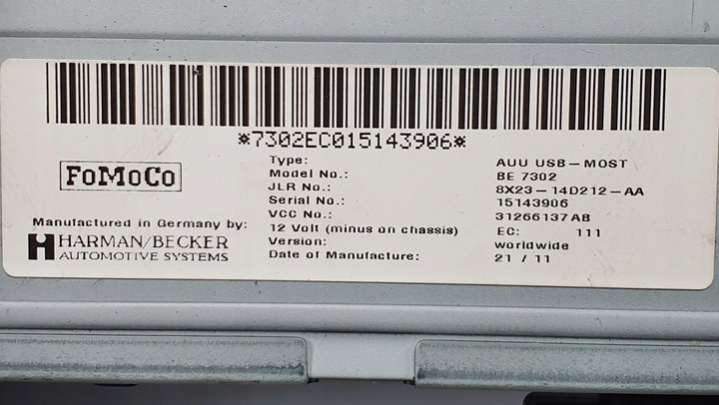 *7302EC015143906*
FoMoCo
Type: AUU USB-MOST
Model No.: BE 7302
JLR No.: 8X23-14D212-AA
Serial No.: 15143906
VCC No.: 31266137AB
12 Volt (minus on chassis) EC: 111
Version: worldwide
Date of Manufacture: 21 / 11
Manufactured in Germany by:
HARMAN/BECKER
AUTOMOTIVE SYSTEMS